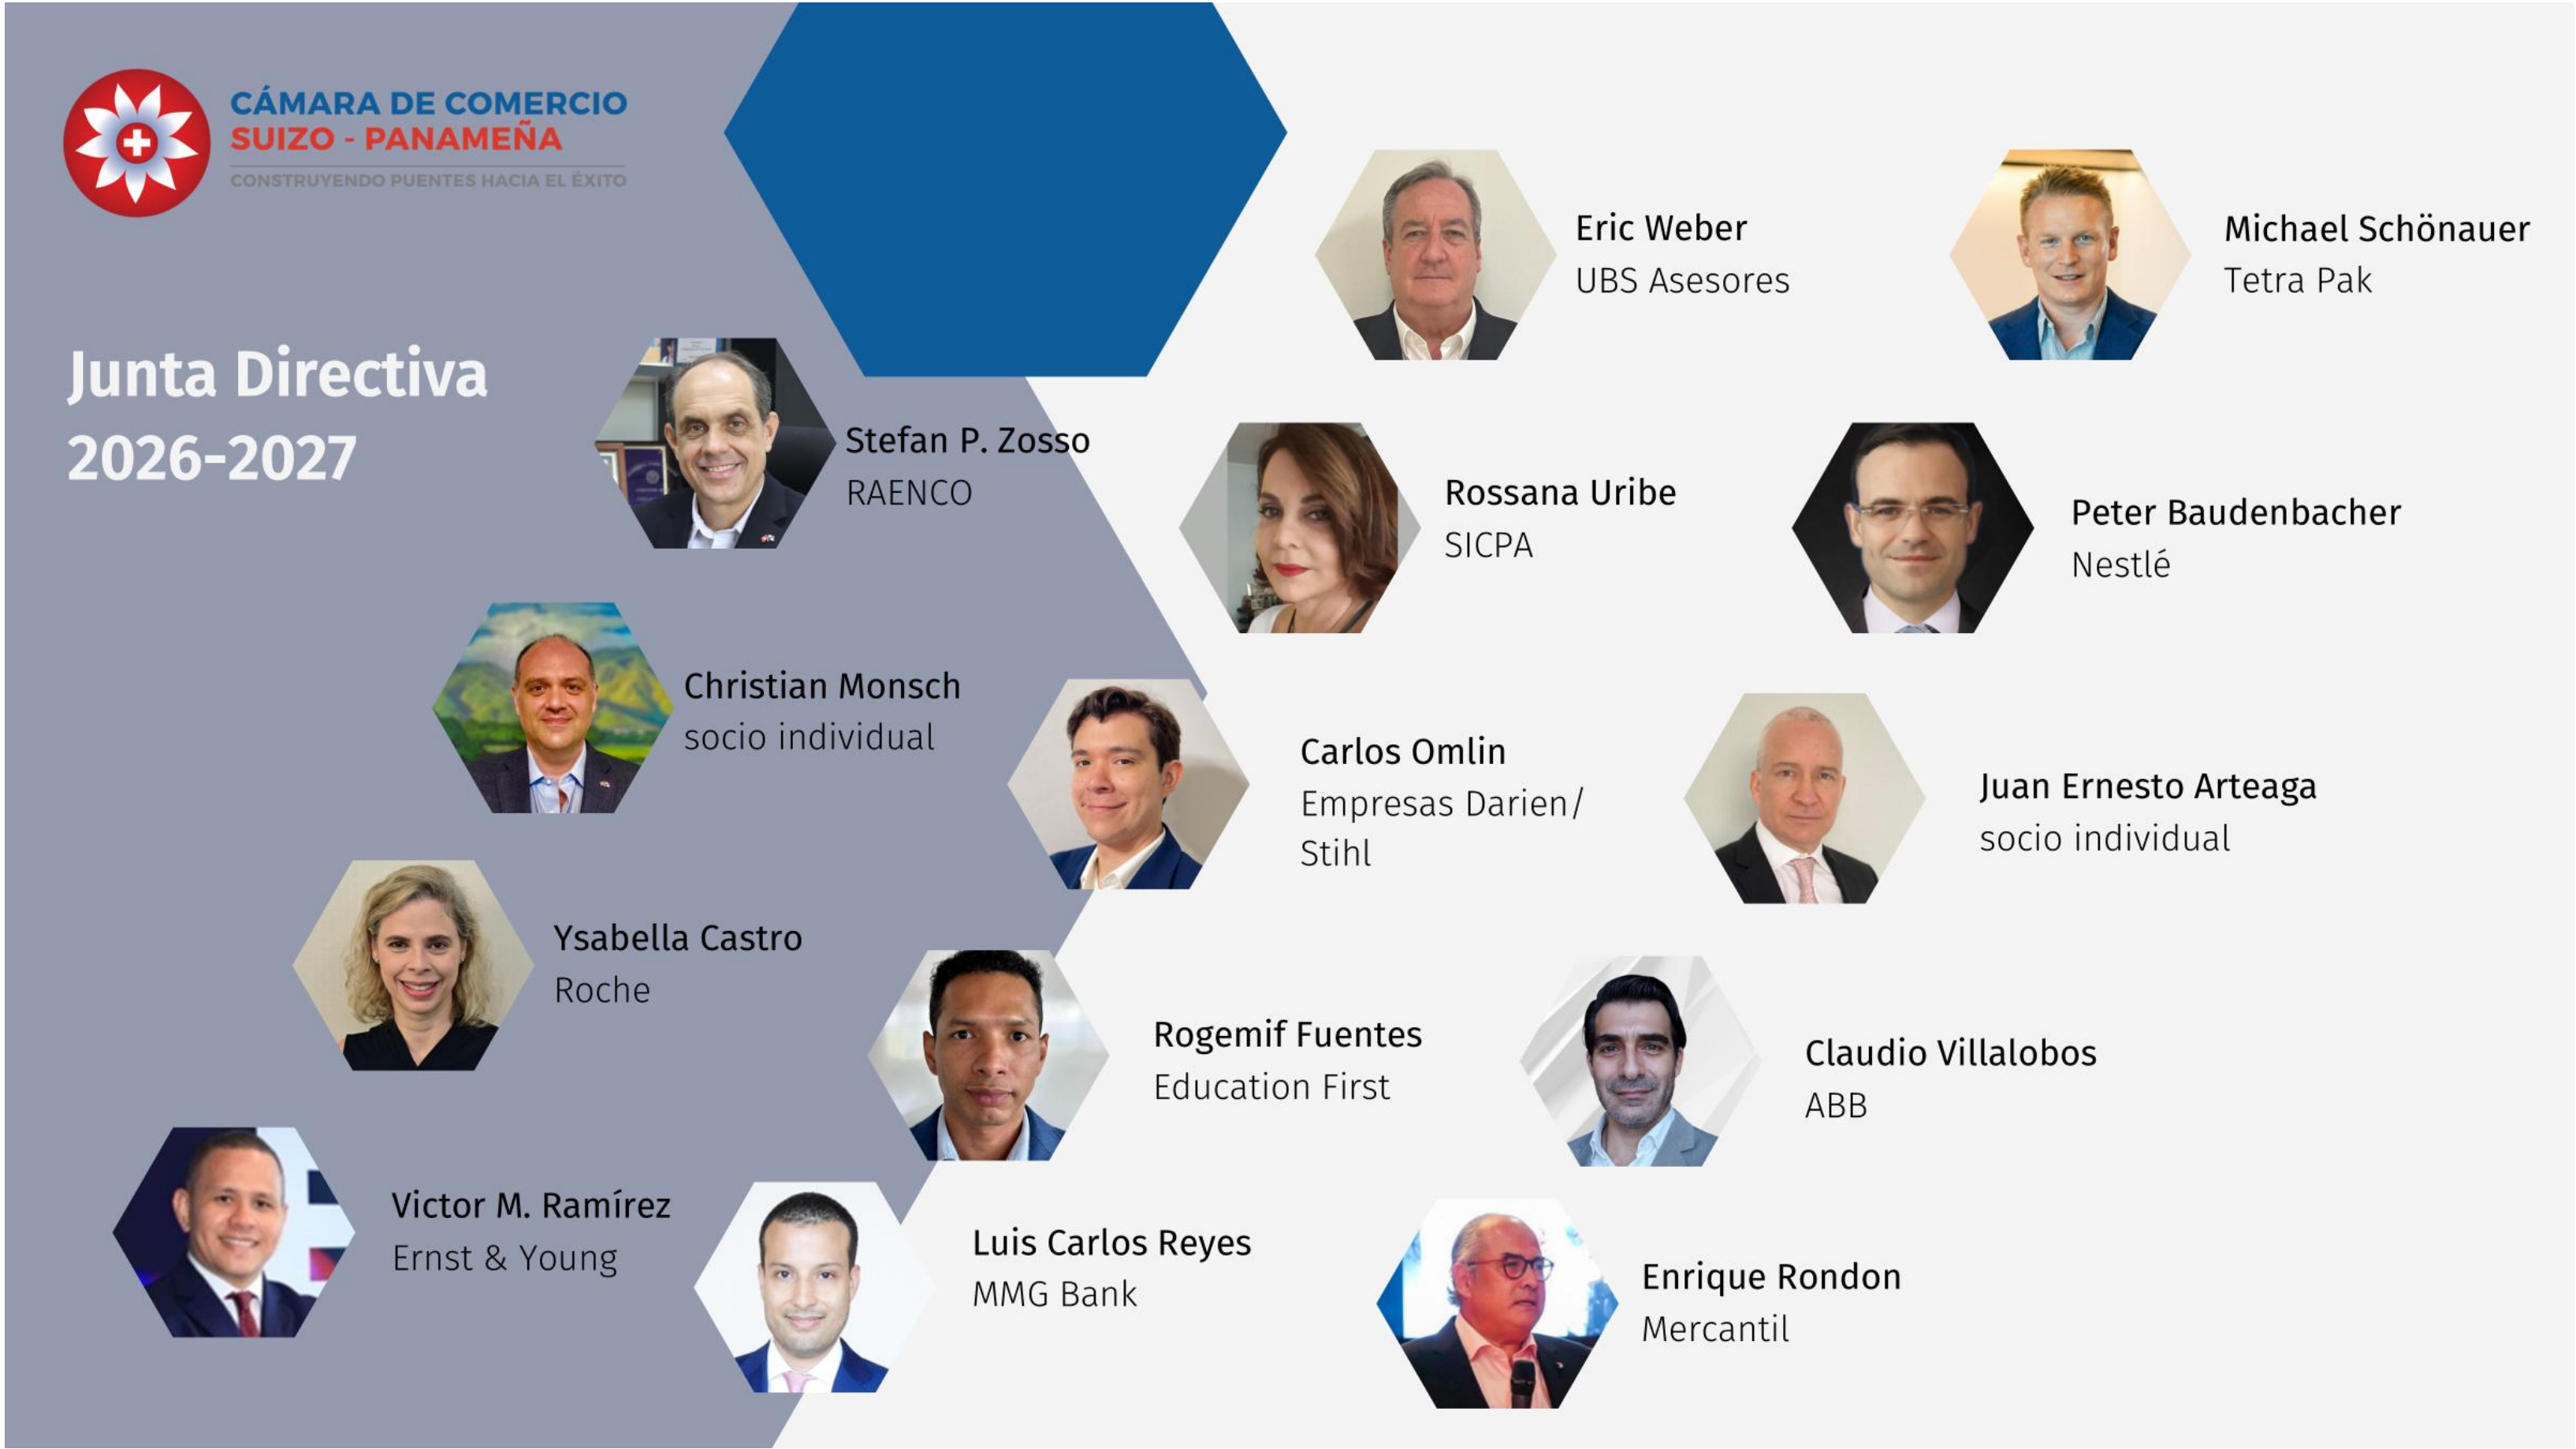 CÁMARA DE COMERCIO
SUIZO - PANAMEÑA
CONSTRUYENDO PUENTES HACIA EL ÉXITO
Junta Directiva
2026-2027
Stefan P. Zosso
RAENCO
Christian Monsch
socio individual
Ysabella Castro
Roche
Victor M. Ramírez
Ernst & Young
Eric Weber
UBS Asesores
Rossana Uribe
SICPA
Carlos Omlin
Empresas Darien/
Stihl
Rogemif Fuentes
Education First
Luis Carlos Reyes
MMG Bank
Michael Schönauer
Tetra Pak
Peter Baudenbacher
Nestlé
Juan Ernesto Arteaga
socio individual
Claudio Villalobos
ABB
Enrique Rondon
Mercantil